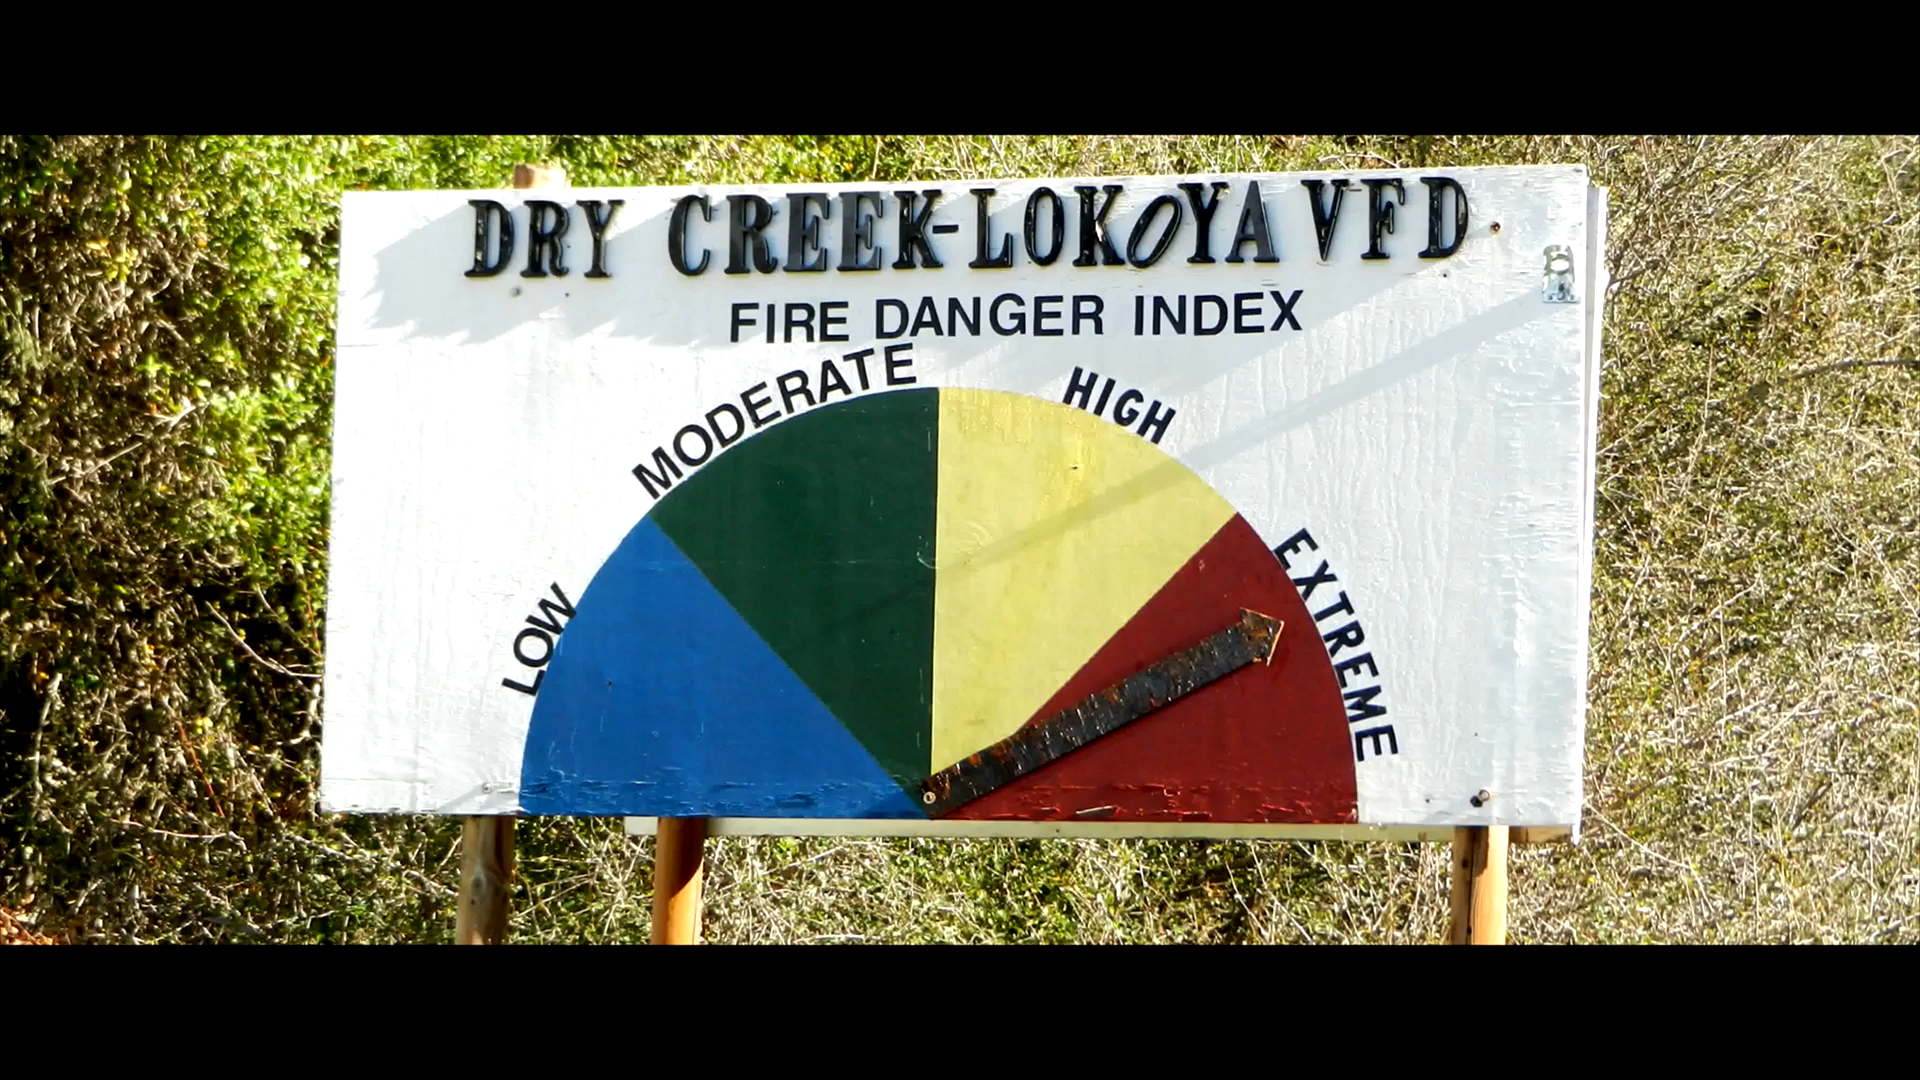 DRY CREEK-LOKOYA VFD
FIRE DANGER INDEX
LOW
MODERATE
HIGH
EXTREME